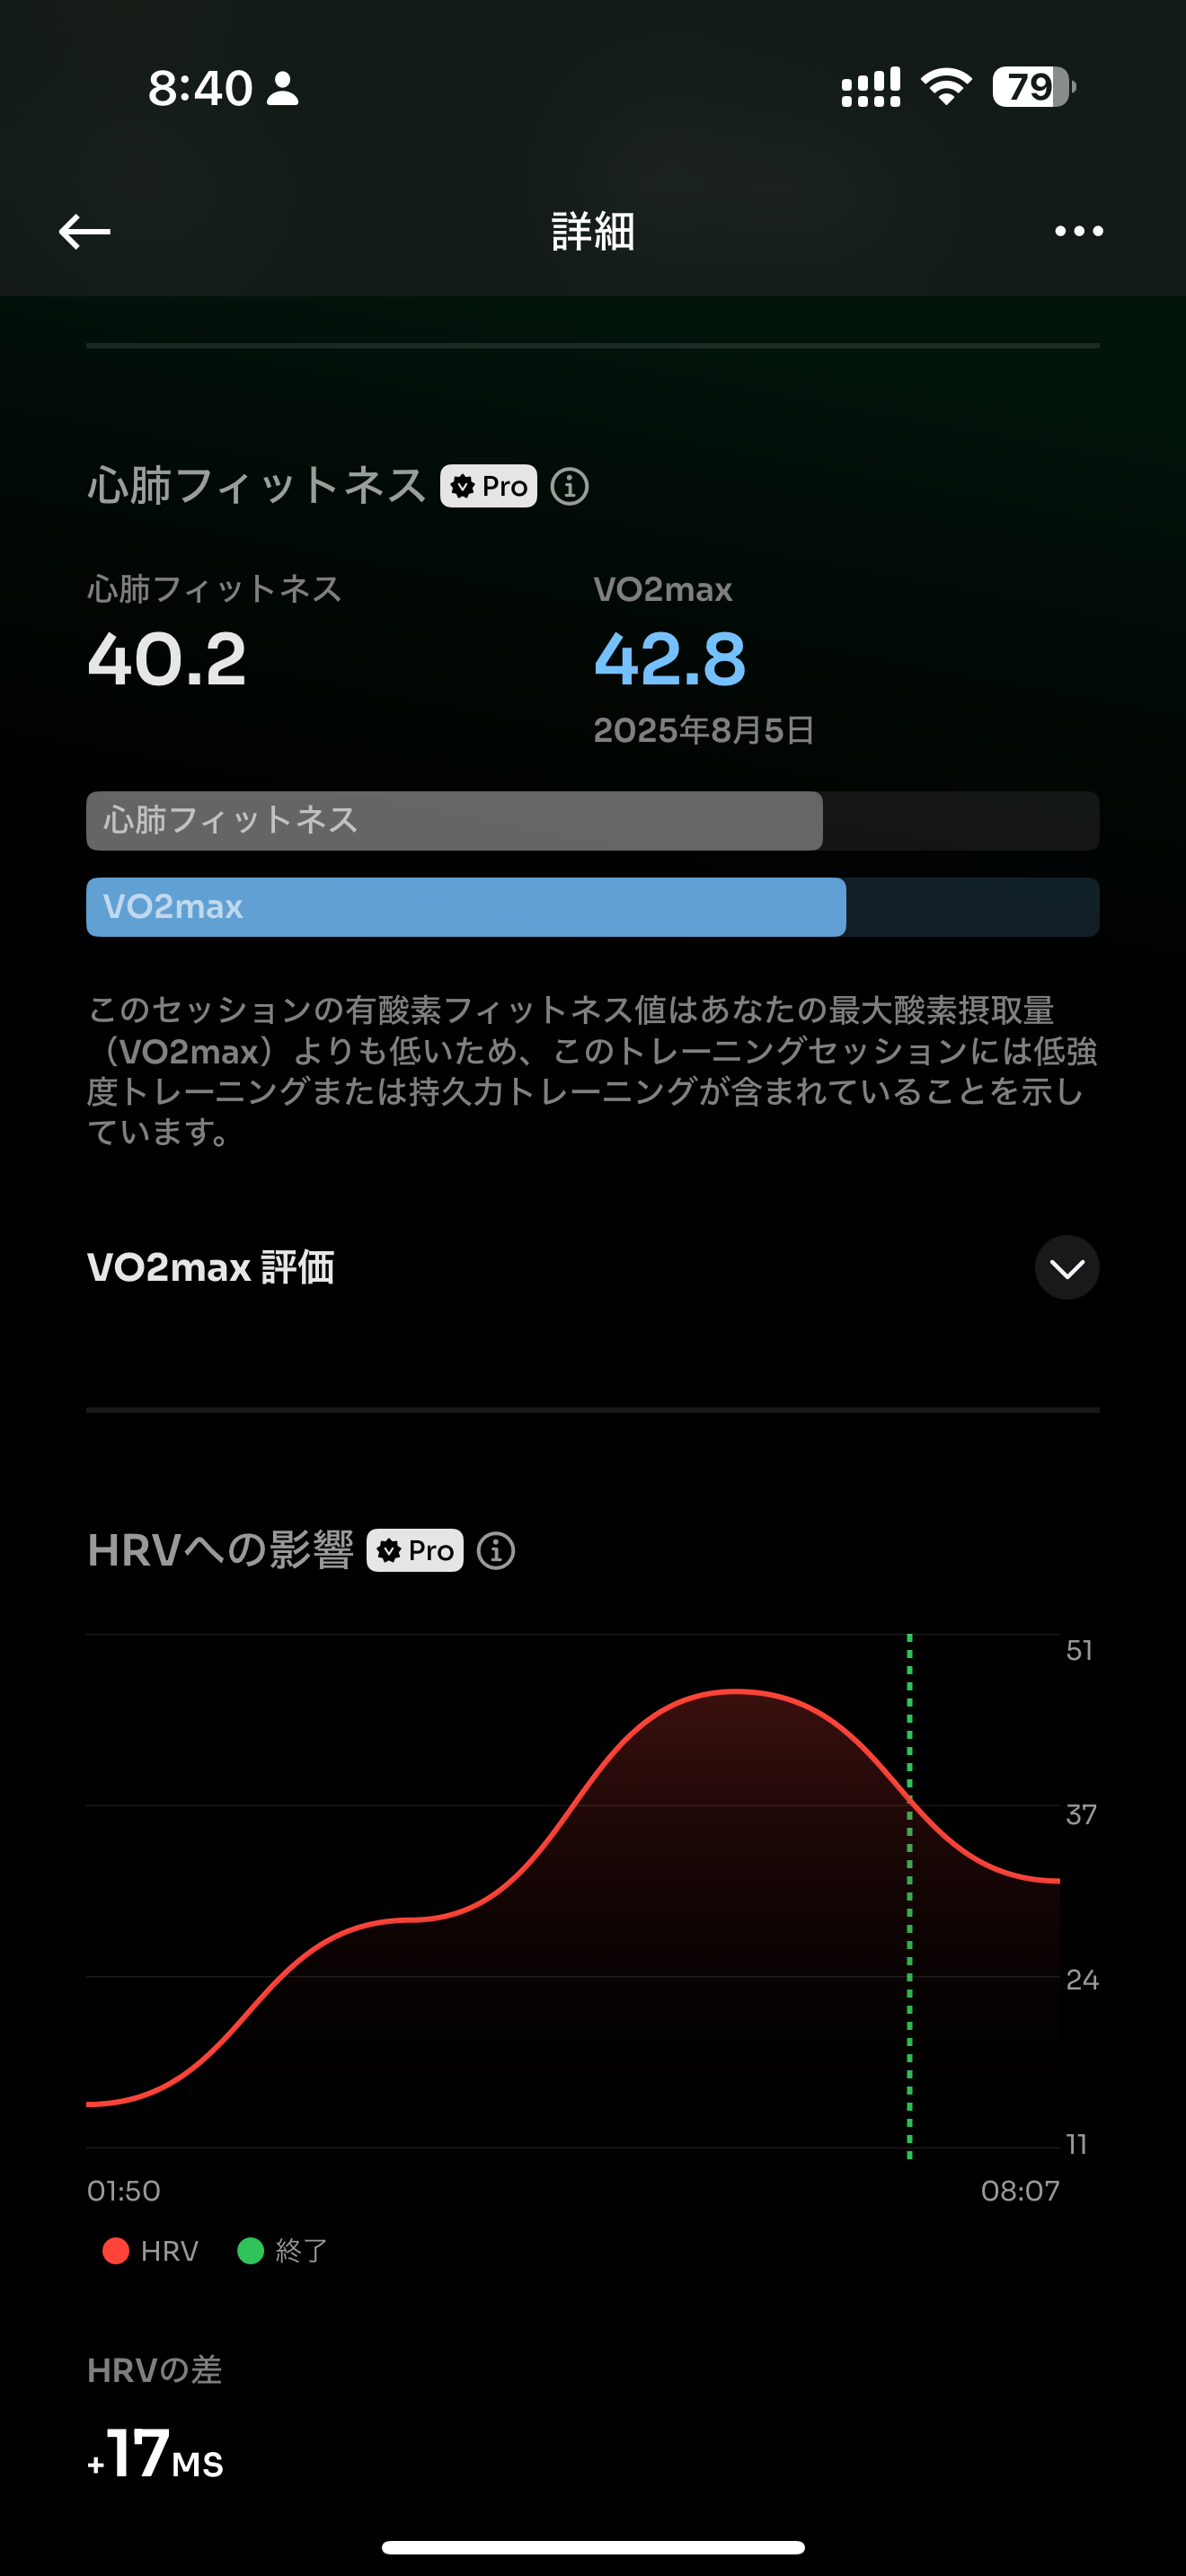 8:40
79
詳細
心肺フィットネス Pro
心肺フィットネス VO2max
40.2 42.8
2025年8月5日
心肺フィットネス
VO2max
このセッションの有酸素フィットネス値はあなたの最大酸素摂取量
（VO2max）よりも低いため、このトレーニングセッションには低強
度トレーニングまたは持久力トレーニングが含まれていることを示し
ています。
VO2max 評価
HRVへの影響 Pro
51
37
24
11
01:50 08:07
HRV 終了
HRVの差
+17MS